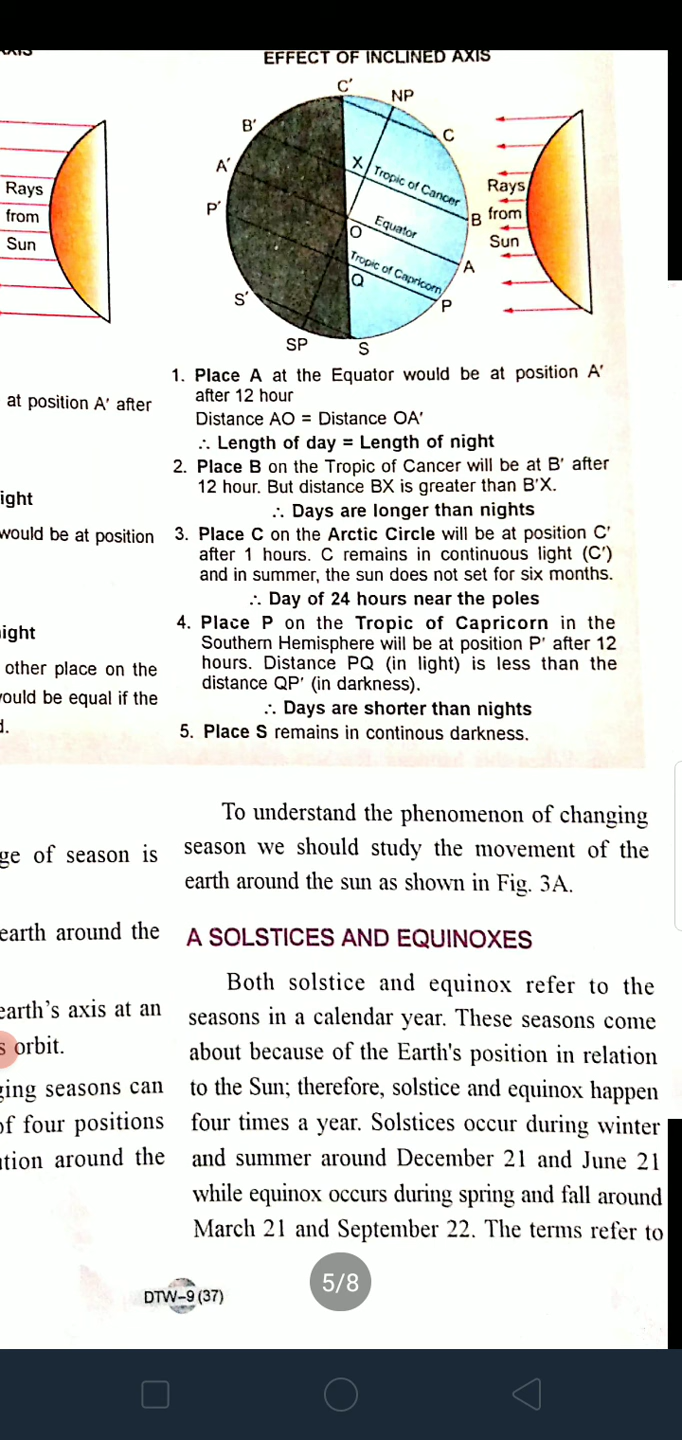 AXIS
Rays
from
Sun
at position A′ after
ight
would be at position
ight
other place on the
would be equal if the
d.
ge of season is
earth around the
earth's axis at an
s orbit.
ging seasons can
of four positions
ation around the
EFFECT OF INCLINED AXIS
C′
NP
B′
C
A′
X
Tropic of Cancer
Rays
P′
B
from
Equator
O
Sun
A
Tropic of Capricorn
Q
S′
P
SP
S
1. Place A at the Equator would be at position A′
after 12 hour
Distance AO = Distance OA′
∴ Length of day = Length of night
2. Place B on the Tropic of Cancer will be at B′ after
12 hour. But distance BX is greater than B′X.
∴ Days are longer than nights
3. Place C on the Arctic Circle will be at position C′
after 1 hours. C remains in continuous light (C′)
and in summer, the sun does not set for six months.
∴ Day of 24 hours near the poles
4. Place P on the Tropic of Capricorn in the
Southern Hemisphere will be at position P′ after 12
hours. Distance PQ (in light) is less than the
distance QP′ (in darkness).
∴ Days are shorter than nights
5. Place S remains in continous darkness.
To understand the phenomenon of changing
season we should study the movement of the
earth around the sun as shown in Fig. 3A.
A SOLSTICES AND EQUINOXES
Both solstice and equinox refer to the
seasons in a calendar year. These seasons come
about because of the Earth's position in relation
to the Sun; therefore, solstice and equinox happen
four times a year. Solstices occur during winter
and summer around December 21 and June 21
while equinox occurs during spring and fall around
March 21 and September 22. The terms refer to
DTW–9 (37)
5/8